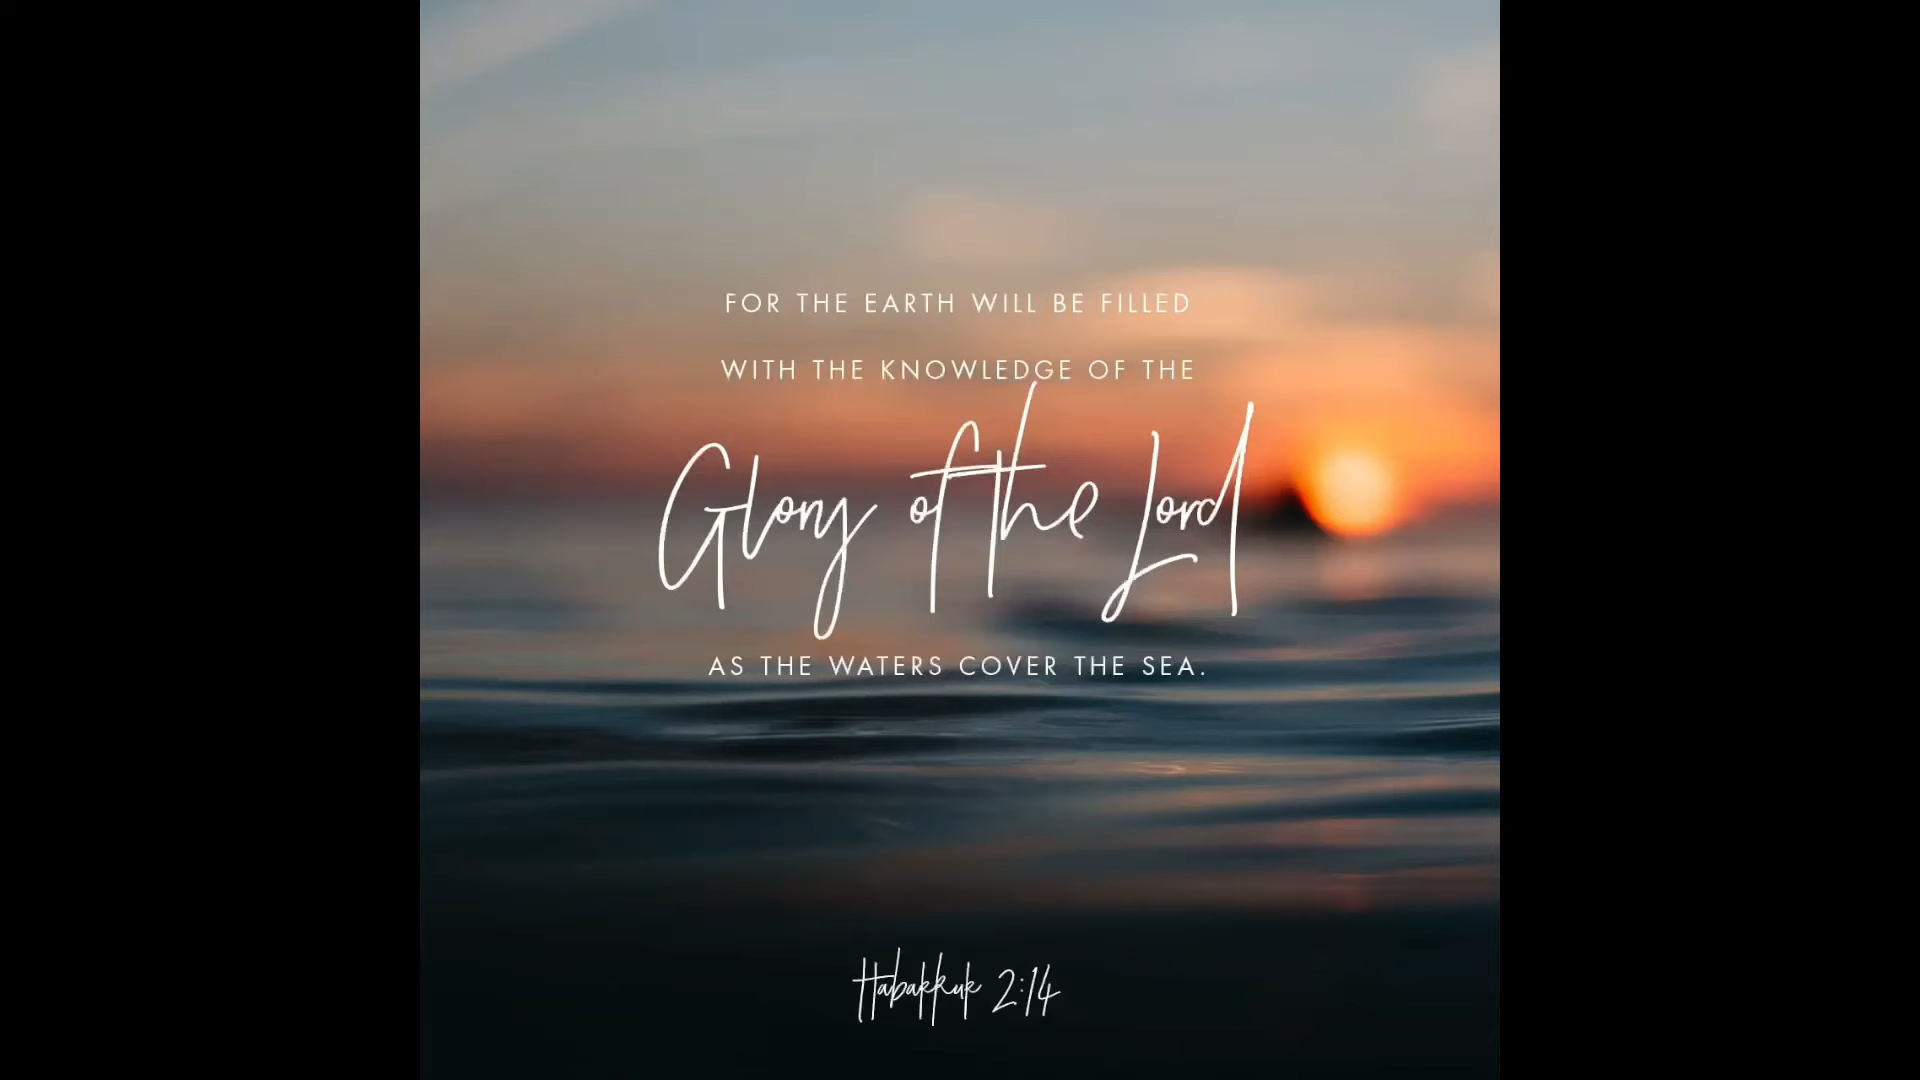 FOR THE EARTH WILL BE FILLED
WITH THE KNOWLEDGE OF THE
Glory of the Lord
AS THE WATERS COVER THE SEA.
Habakkuk 2:14